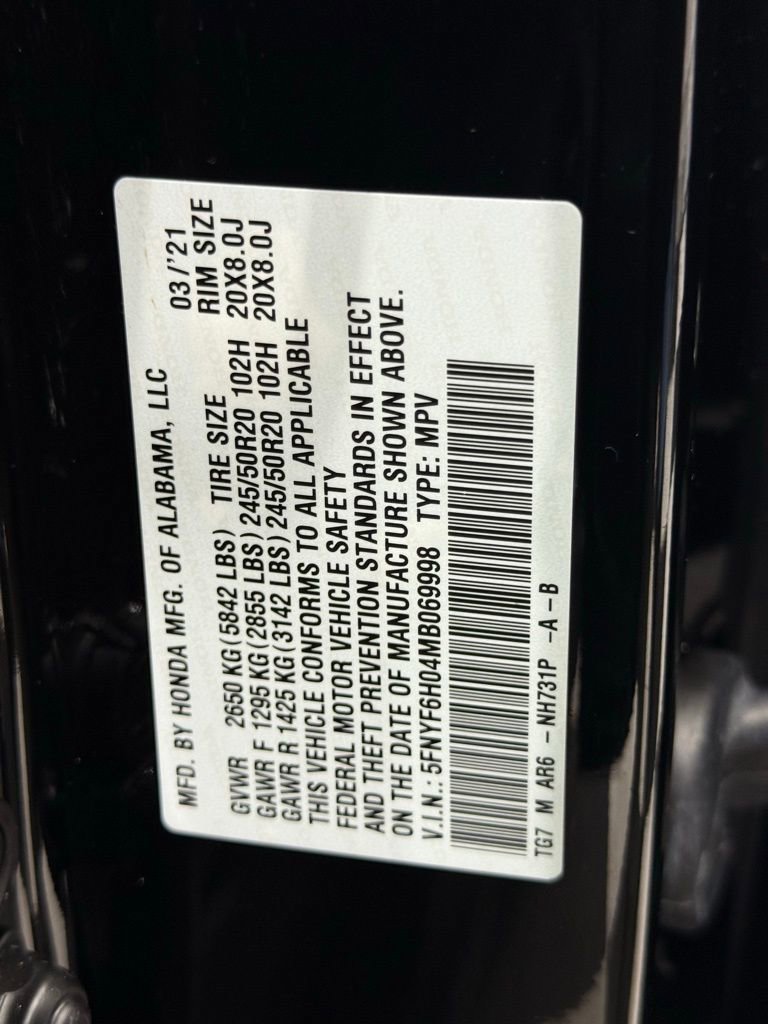 MFD. BY HONDA MFG. OF ALABAMA, LLC 03/'21
GVWR 2650 KG (5842 LBS) TIRE SIZE RIM SIZE
GAWR F 1295 KG (2855 LBS) 245/50R20 102H 20X8.0J
GAWR R 1425 KG (3142 LBS) 245/50R20 102H 20X8.0J
THIS VEHICLE CONFORMS TO ALL APPLICABLE
FEDERAL MOTOR VEHICLE SAFETY
AND THEFT PREVENTION STANDARDS IN EFFECT
ON THE DATE OF MANUFACTURE SHOWN ABOVE.
V.I.N.: 5FNYF6H04MB069998 TYPE: MPV
TG7 M AR6 -NH731P -A-B